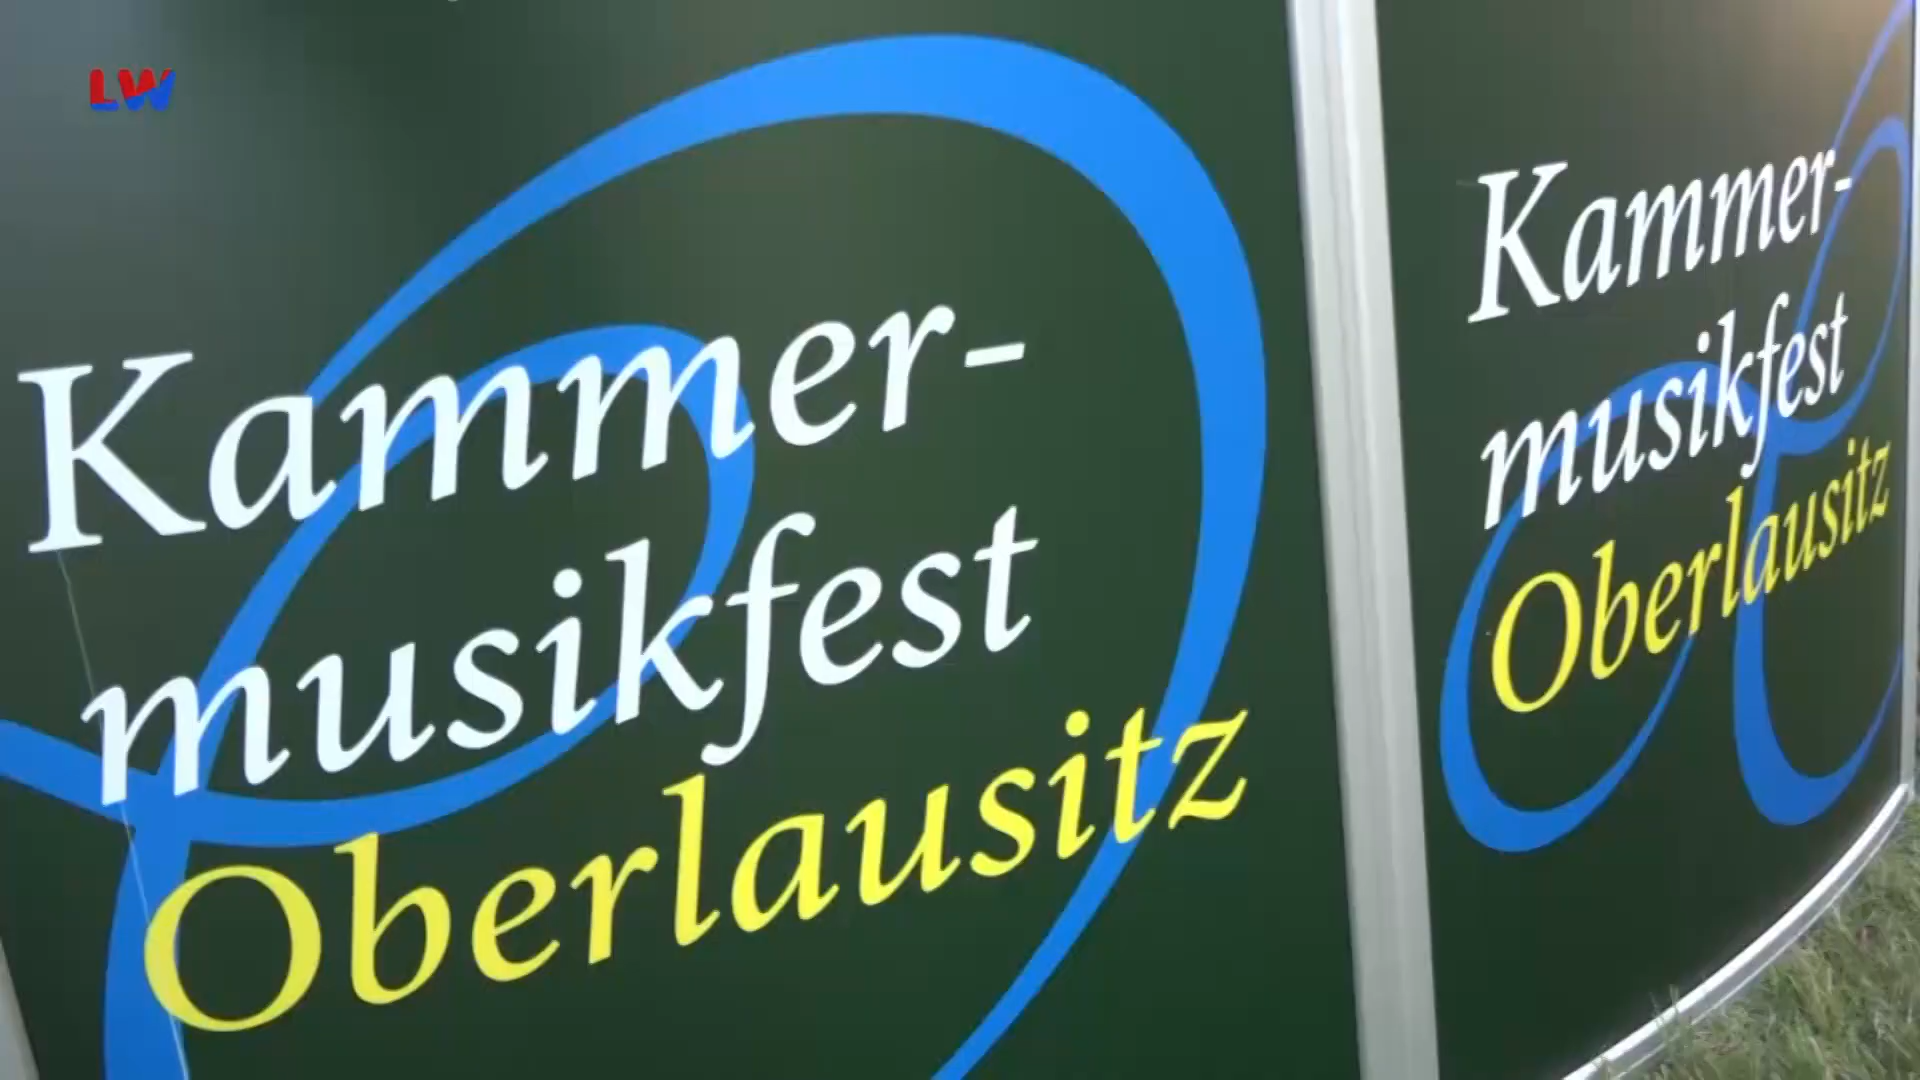 LW
Kammer-
musikfest
Oberlausitz
Kammer-
musikfest
Oberlausitz